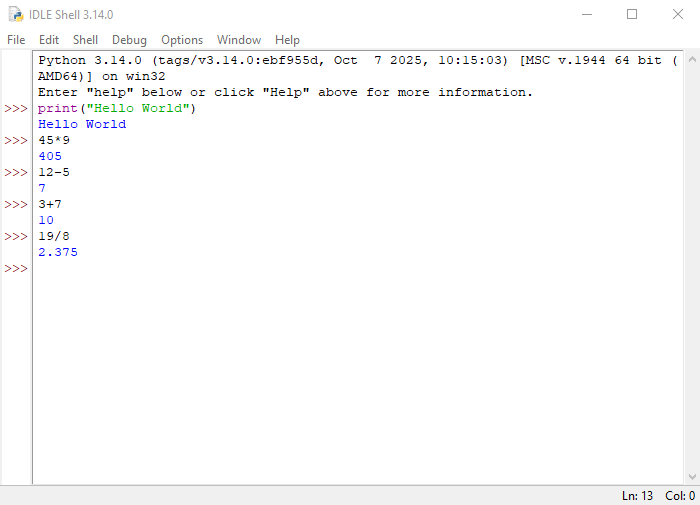 IDLE Shell 3.14.0
File Edit Shell Debug Options Window Help
Python 3.14.0 (tags/v3.14.0:ebf955d, Oct  7 2025, 10:15:03) [MSC v.1944 64 bit (
AMD64)] on win32
Enter "help" below or click "Help" above for more information.
>>> print("Hello World")
Hello World
>>> 45*9
405
>>> 12-5
7
>>> 3+7
10
>>> 19/8
2.375
>>>
Ln: 13 Col: 0